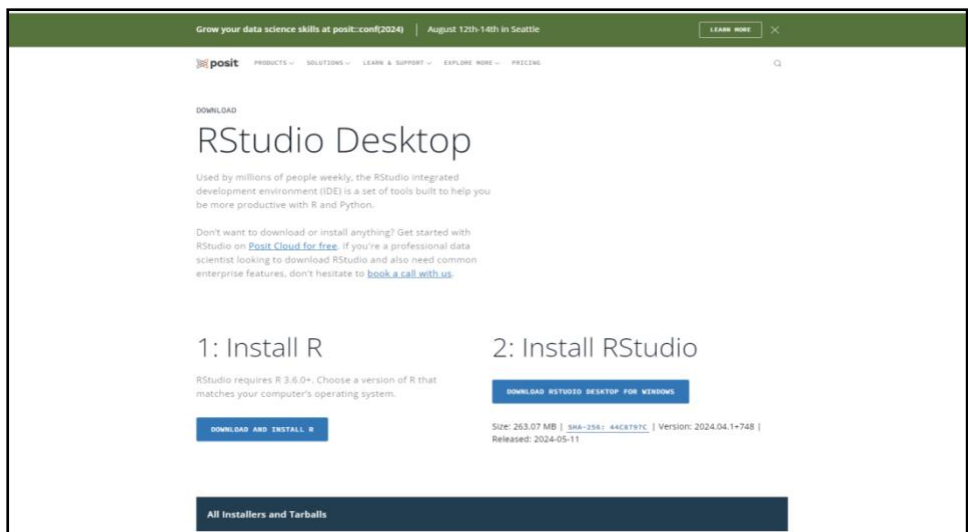 Grow your data science skills at posit::conf(2024) | August 12th-14th in Seattle
LEARN MORE
posit PRODUCTS SOLUTIONS LEARN & SUPPORT EXPLORE MORE PRICING
DOWNLOAD
RStudio Desktop
Used by millions of people weekly, the RStudio integrated
development environment (IDE) is a set of tools built to help you
be more productive with R and Python.
Don't want to download or install anything? Get started with
RStudio on Posit Cloud for free. If you're a professional data
scientist looking to download RStudio and also need common
enterprise features, don't hesitate to book a call with us.
1: Install R
RStudio requires R 3.6.0+. Choose a version of R that
matches your computer's operating system.
DOWNLOAD AND INSTALL R
2: Install RStudio
DOWNLOAD RSTUDIO DESKTOP FOR WINDOWS
Size: 263.07 MB | SHA-256: 44C8797C | Version: 2024.04.1+748 |
Released: 2024-05-11
All Installers and Tarballs